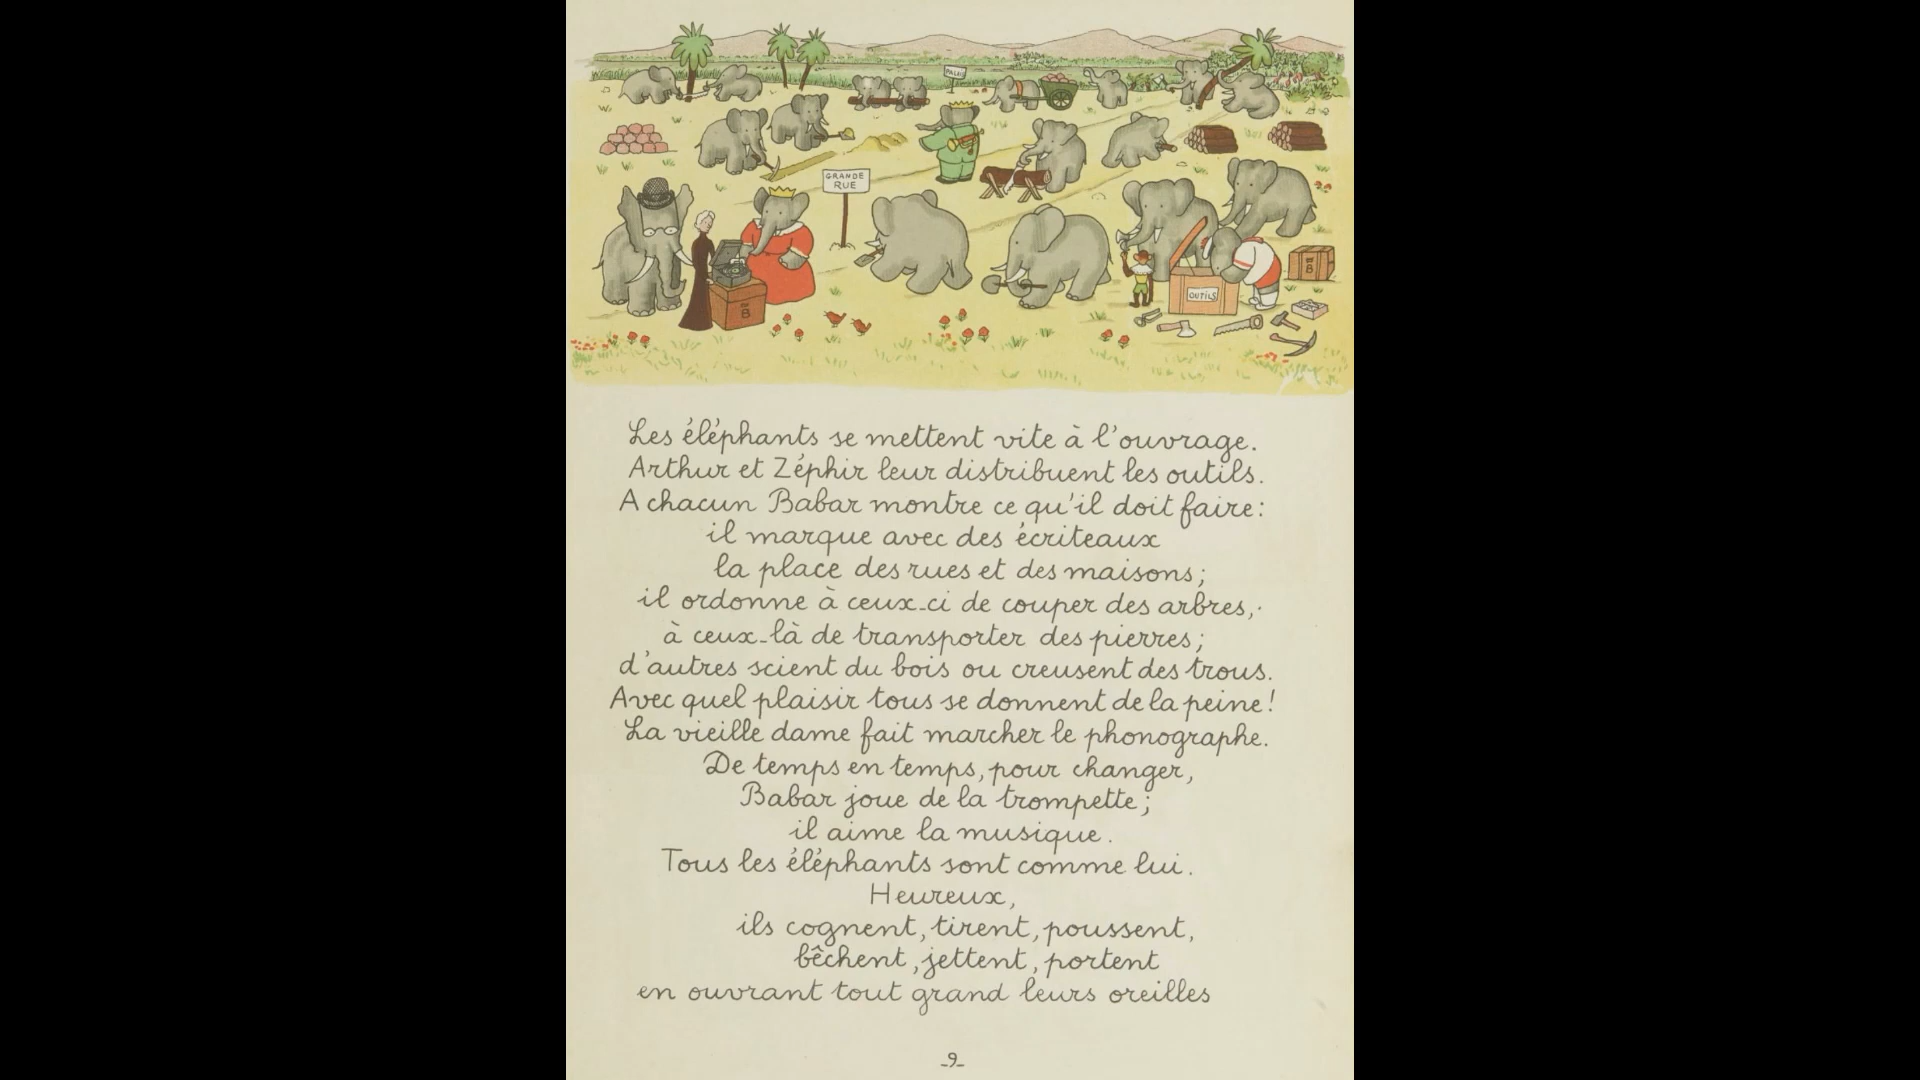 PALAIS
GRANDE
RUE
B
OUTILS
B
Les éléphants se mettent vite à l'ouvrage.
Arthur et Zéphir leur distribuent les outils.
A chacun Babar montre ce qu'il doit faire:
il marque avec des écriteaux
la place des rues et des maisons;
il ordonne à ceux-ci de couper des arbres,
à ceux-là de transporter des pierres;
d'autres scient du bois ou creusent des trous.
Avec quel plaisir tous se donnent de la peine!
La vieille dame fait marcher le phonographe.
De temps en temps, pour changer,
Babar joue de la trompette;
il aime la musique.
Tous les éléphants sont comme lui.
Heureux,
ils cognent, tirent, poussent,
bêchent, jettent, portent
en ouvrant tout grand leurs oreilles
-9-